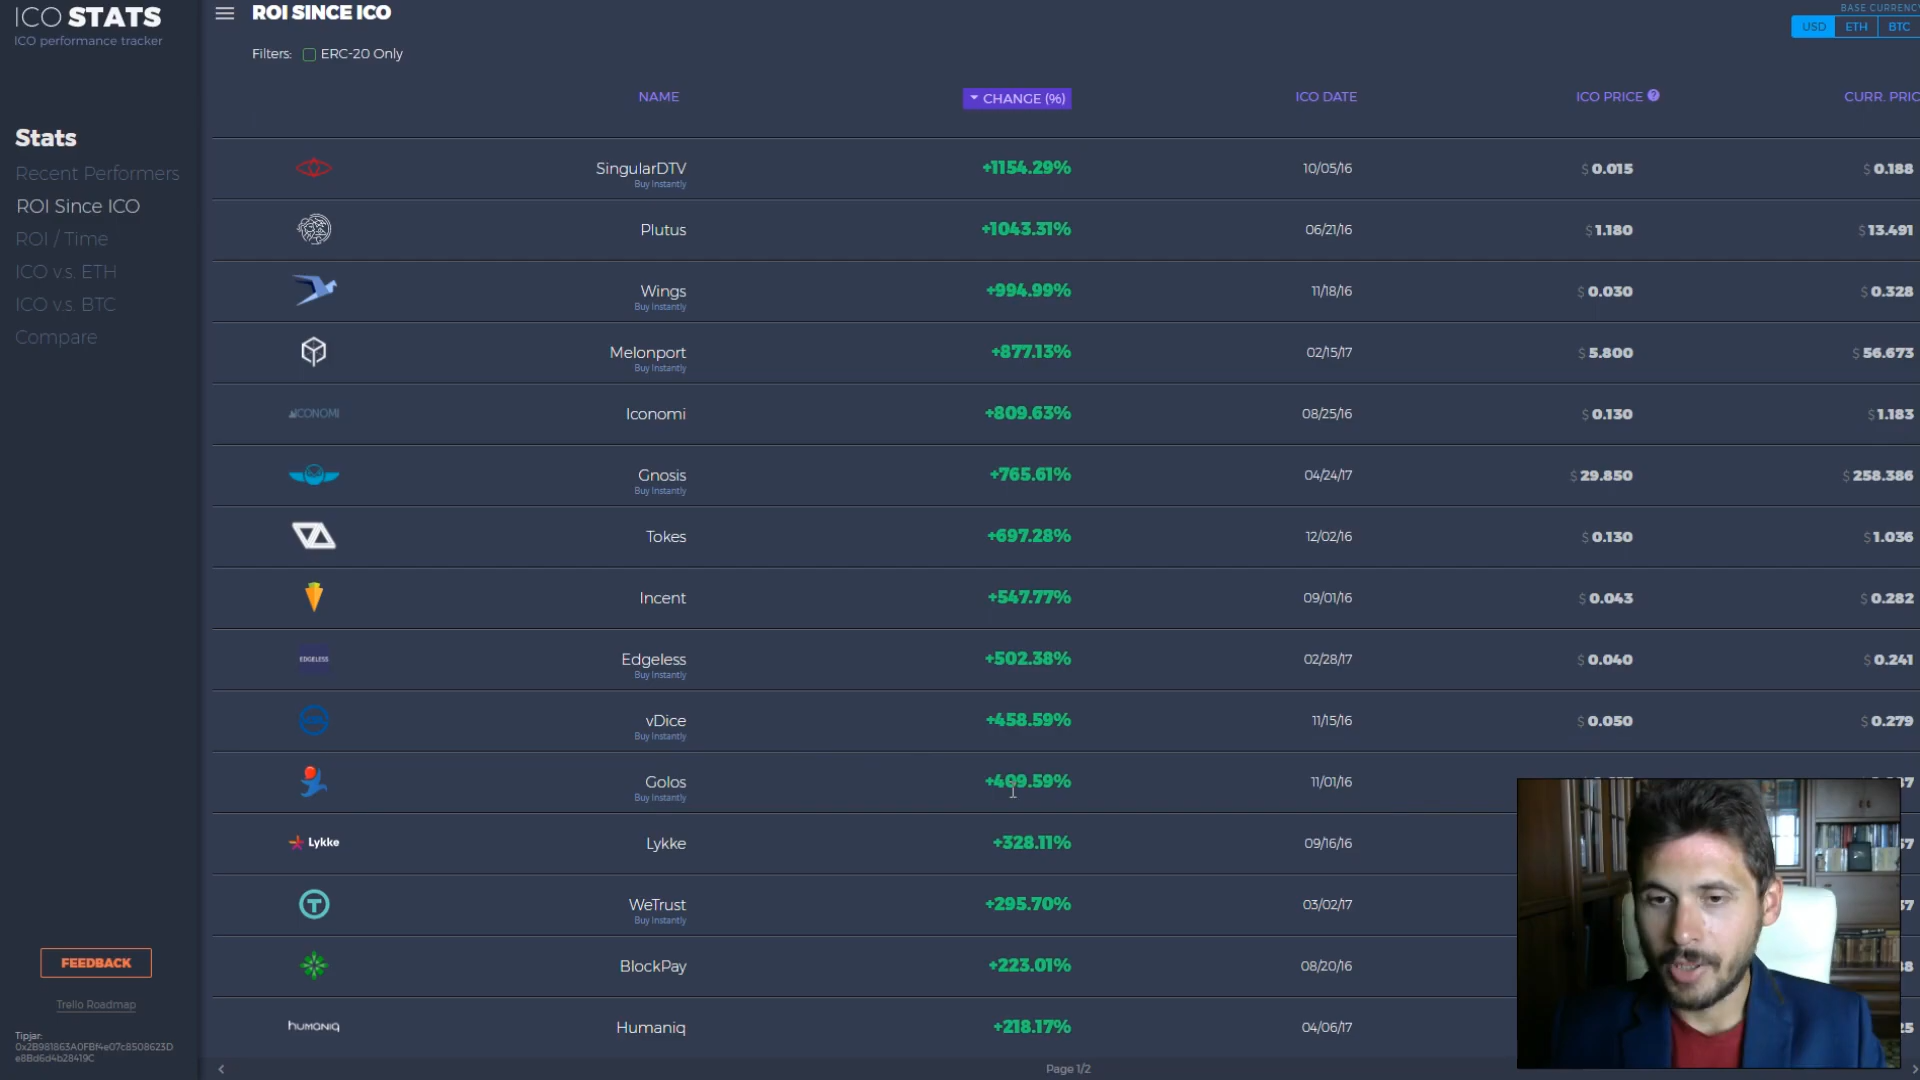 ICO STATS
ICO performance tracker
Stats
Recent Performers
ROI Since ICO
ROI / Time
ICO v.s. ETH
ICO v.s. BTC
Compare
FEEDBACK
Trello Roadmap
Tipjar:
ROI SINCE ICO
BASE CURRENCY
USD ETH BTC
Filters: ERC-20 Only
NAME CHANGE (%) ICO DATE ICO PRICE ? CURR. PRIC
SingularDTV +1154.29% 10/05/16 $ 0.015 $ 0.188
Buy Instantly
Plutus +1043.31% 06/21/16 $ 1.180 $ 13.491
Wings +994.99% 11/18/16 $ 0.030 $ 0.328
Buy Instantly
Melonport +877.13% 02/15/17 $ 5.800 $ 56.673
Buy Instantly
ICONOMI Iconomi +809.63% 08/25/16 $ 0.130 $ 1.183
Gnosis +765.61% 04/24/17 $ 29.850 $ 258.386
Buy Instantly
Tokes +697.28% 12/02/16 $ 0.130 $ 1.036
Incent +547.77% 09/01/16 $ 0.043 $ 0.282
EDGELESS Edgeless +502.38% 02/28/17 $ 0.040 $ 0.241
Buy Instantly
vDice +458.59% 11/15/16 $ 0.050 $ 0.279
Buy Instantly
Golos +409.59% 11/01/16
Buy Instantly
Lykke Lykke +328.11% 09/16/16
WeTrust +295.70% 03/02/17
Buy Instantly
BlockPay +223.01% 08/20/16
humaniq Humaniq +218.17% 04/06/17
Page 1/2